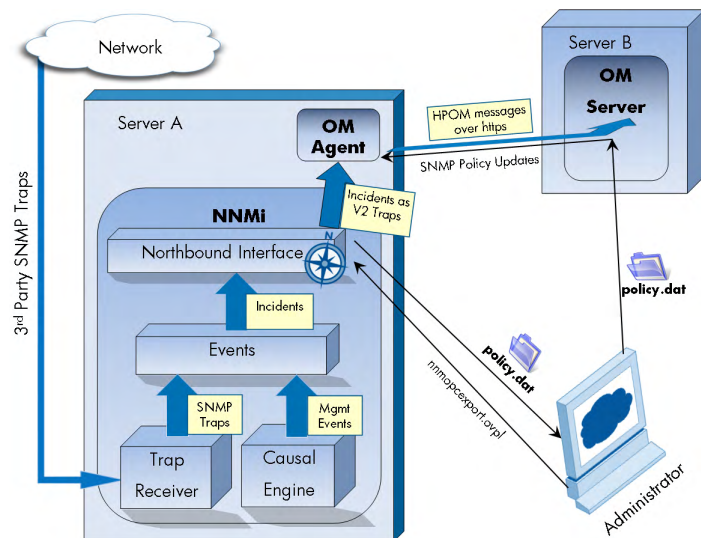 Network
Server B
OM
Server
Server A
OM
Agent
HPOM messages
over https
SNMP Policy Updates
3rd Party SNMP Traps
Incidents as
V2 Traps
NNMi
N
Northbound Interface
Incidents
policy.dat
policy.dat
nnmopcexport.ovpl
Events
SNMP
Traps
Mgmt
Events
Trap
Receiver
Causal
Engine
Administrator